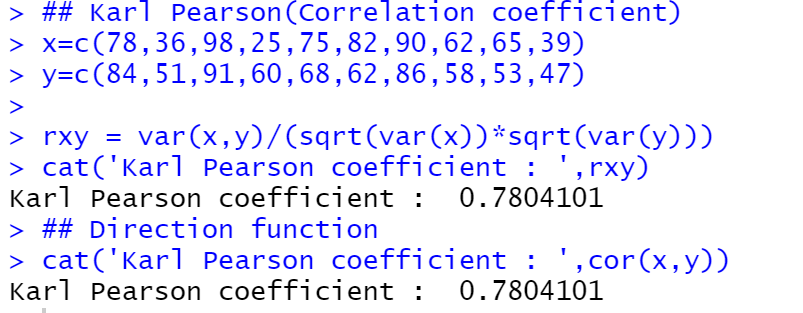 > ## Karl Pearson(Correlation coefficient)
> x=c(78,36,98,25,75,82,90,62,65,39)
> y=c(84,51,91,60,68,62,86,58,53,47)
>
> rxy = var(x,y)/(sqrt(var(x))*sqrt(var(y)))
> cat('Karl Pearson coefficient : ',rxy)
Karl Pearson coefficient :  0.7804101
> ## Direction function
> cat('Karl Pearson coefficient : ',cor(x,y))
Karl Pearson coefficient :  0.7804101